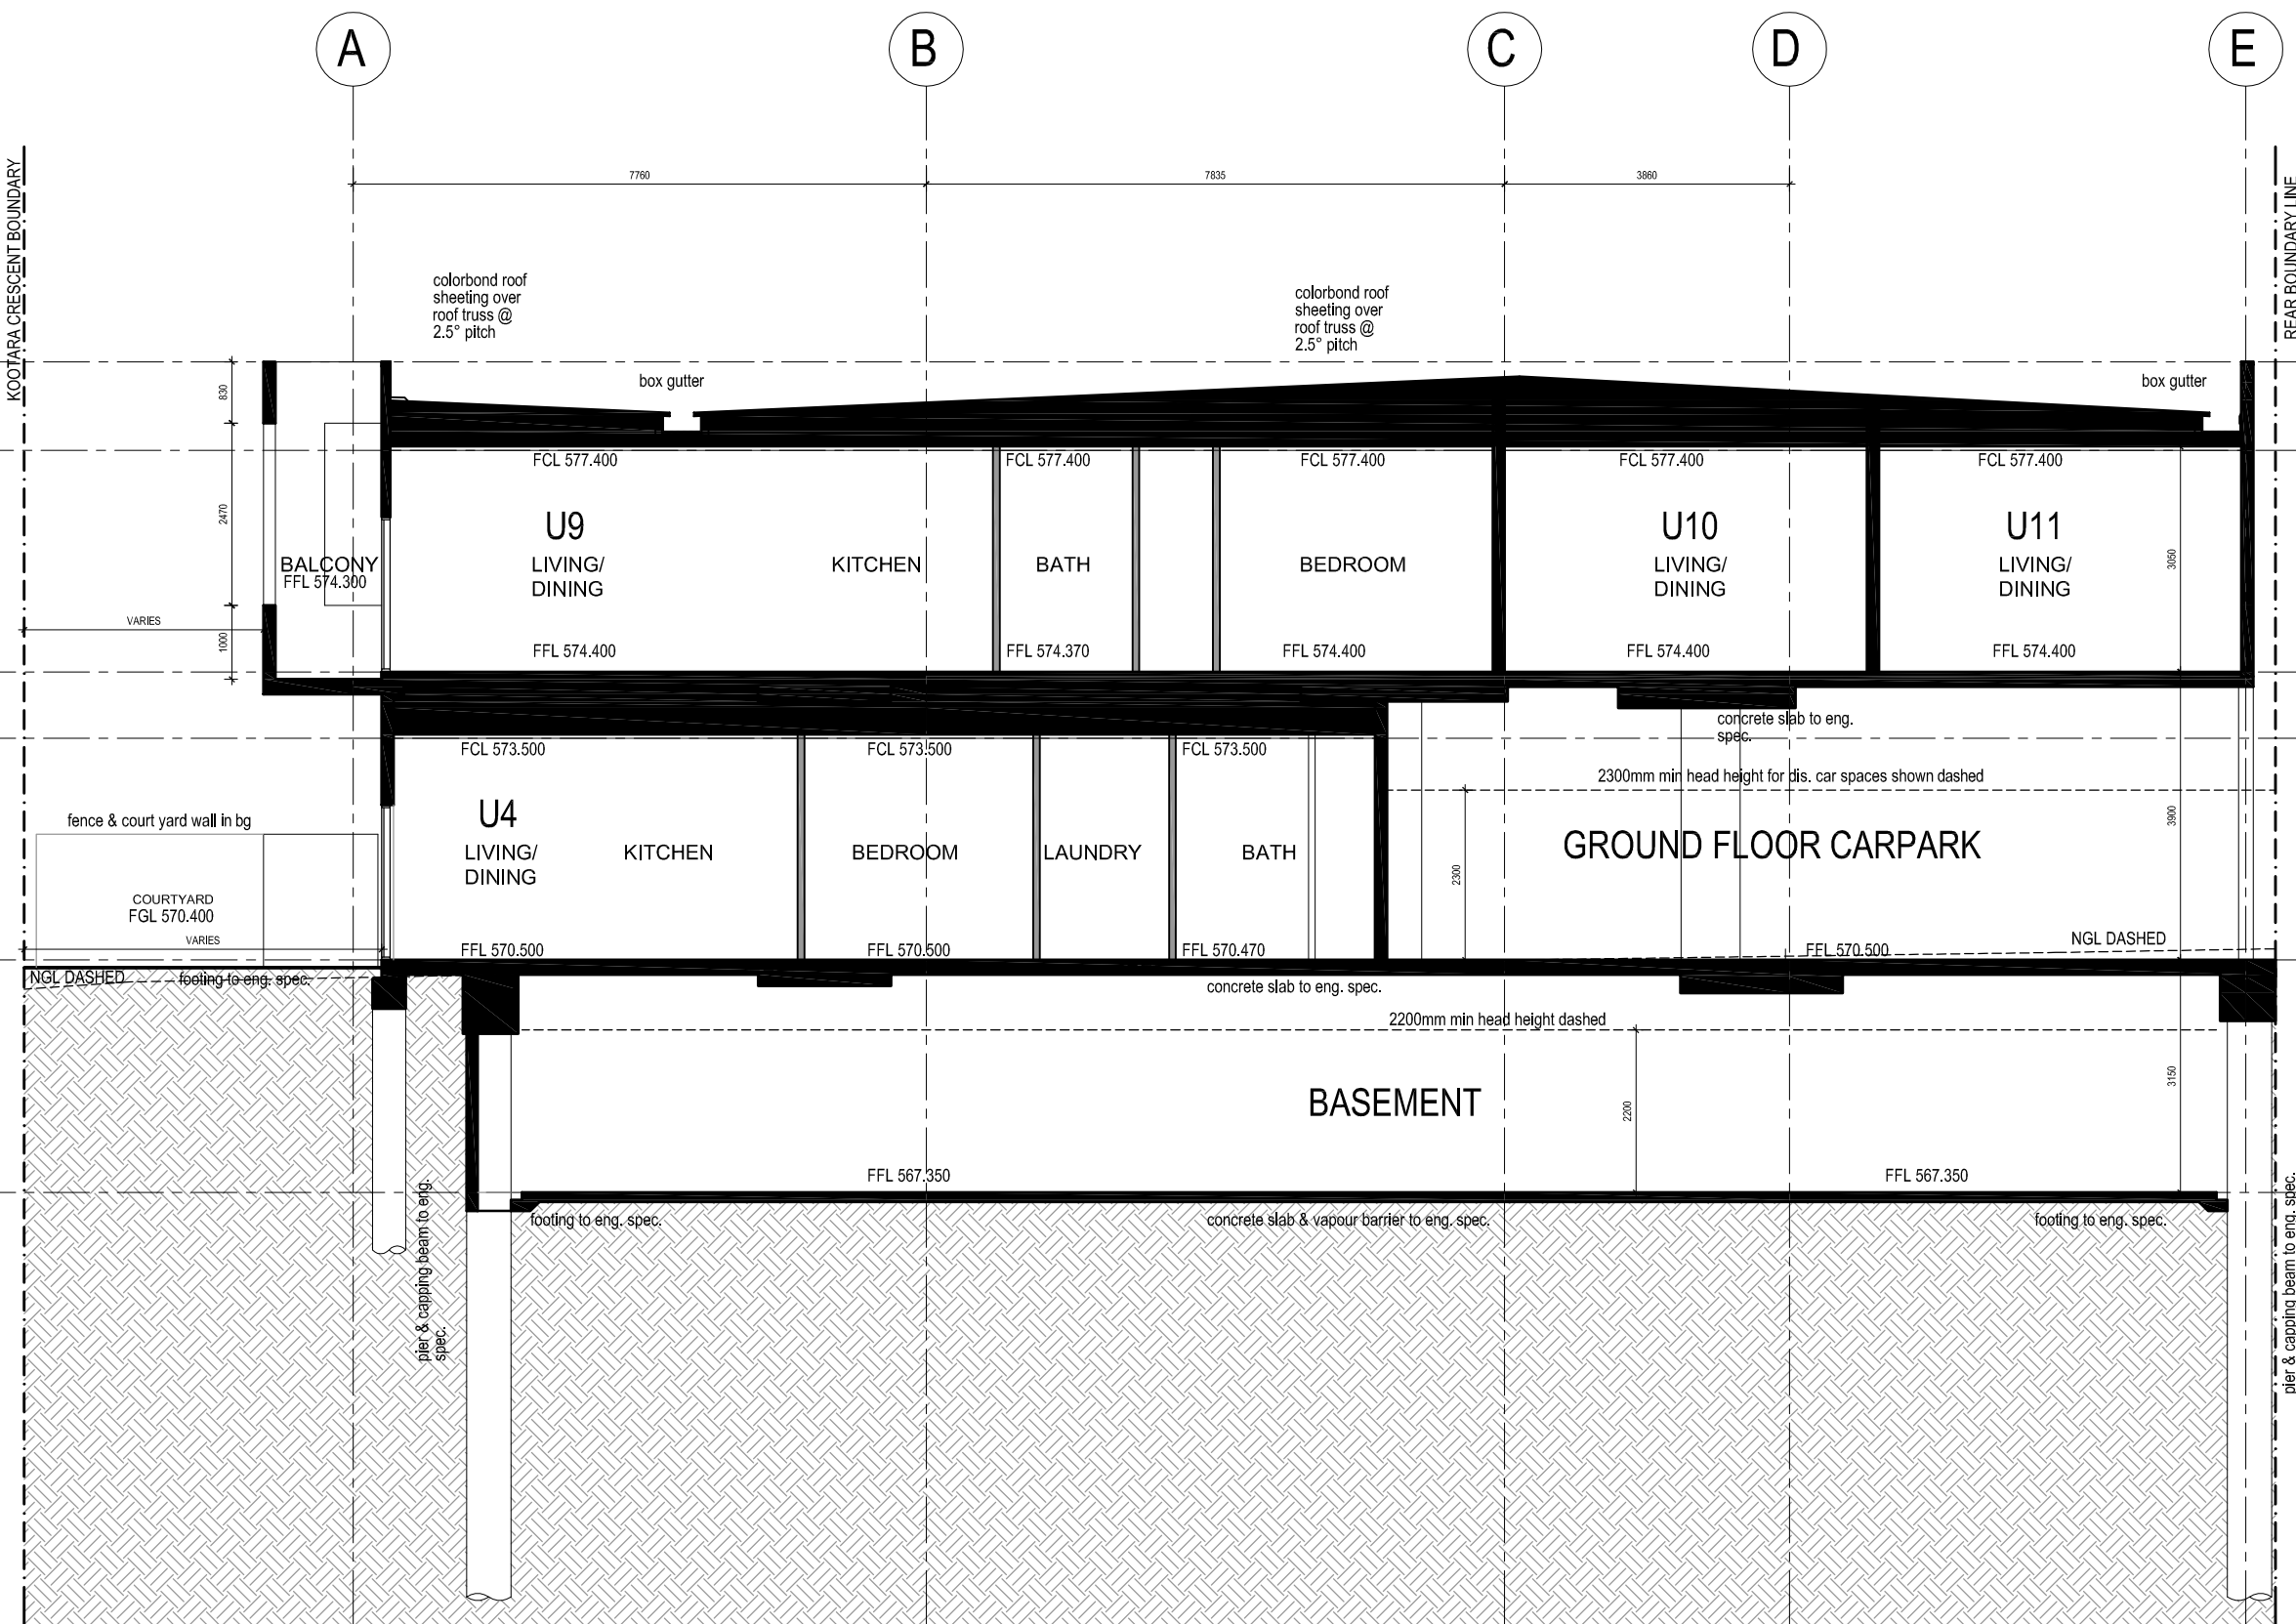 A
B
C
D
E
KOOTARA CRESCENT BOUNDARY
REAR BOUNDARY LINE
7760
7835
3860
colorbond roof
sheeting over
roof truss @
2.5° pitch
colorbond roof
sheeting over
roof truss @
2.5° pitch
box gutter
box gutter
830
2470
1000
VARIES
FCL 577.400
FCL 577.400
FCL 577.400
FCL 577.400
FCL 577.400
U9
LIVING/
DINING
KITCHEN
BATH
BEDROOM
U10
LIVING/
DINING
U11
LIVING/
DINING
3050
BALCONY
FFL 574.300
FFL 574.400
FFL 574.370
FFL 574.400
FFL 574.400
FFL 574.400
concrete slab to eng.
spec.
FCL 573.500
FCL 573.500
FCL 573.500
2300mm min head height for dis. car spaces shown dashed
U4
LIVING/
DINING
KITCHEN
BEDROOM
LAUNDRY
BATH
GROUND FLOOR CARPARK
2300
3900
fence & court yard wall in bg
COURTYARD
FGL 570.400
VARIES
FFL 570.500
FFL 570.500
FFL 570.470
FFL 570.500
NGL DASHED
NGL DASHED
footing to eng. spec.
concrete slab to eng. spec.
2200mm min head height dashed
BASEMENT
2200
3150
FFL 567.350
FFL 567.350
footing to eng. spec.
concrete slab & vapour barrier to eng. spec.
footing to eng. spec.
pier & capping beam to eng.
spec.
pier & capping beam to eng. spec.